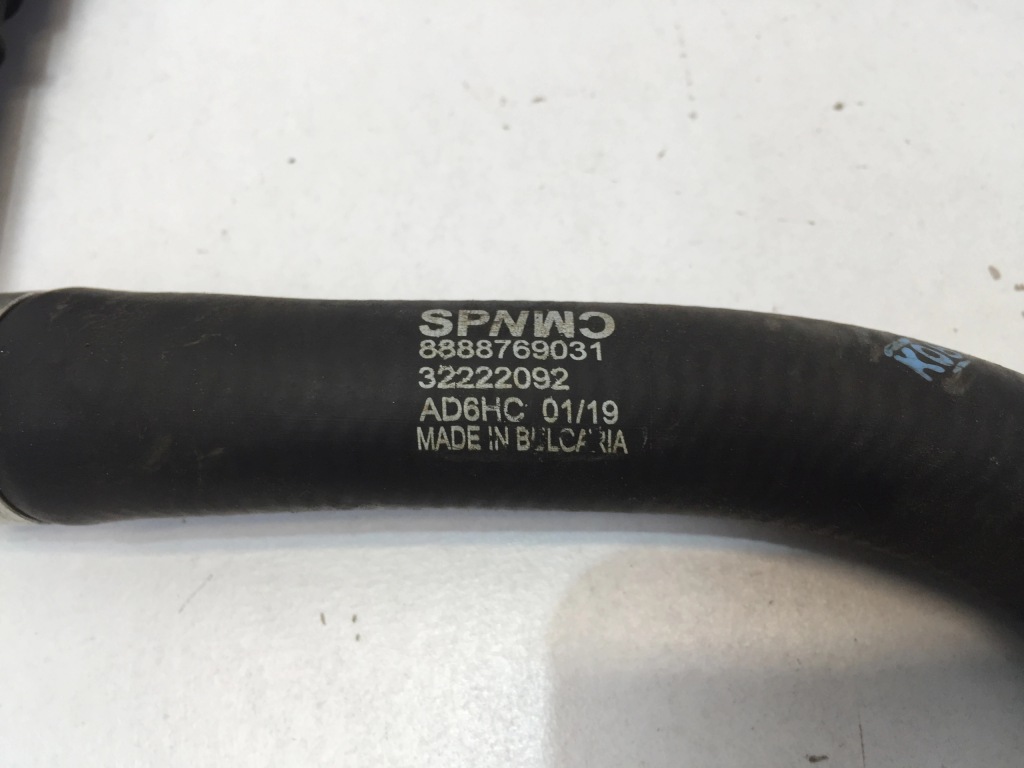 SPNWC
8888769031
32222092
AD6HC 01/19
MADE IN BULGARIA